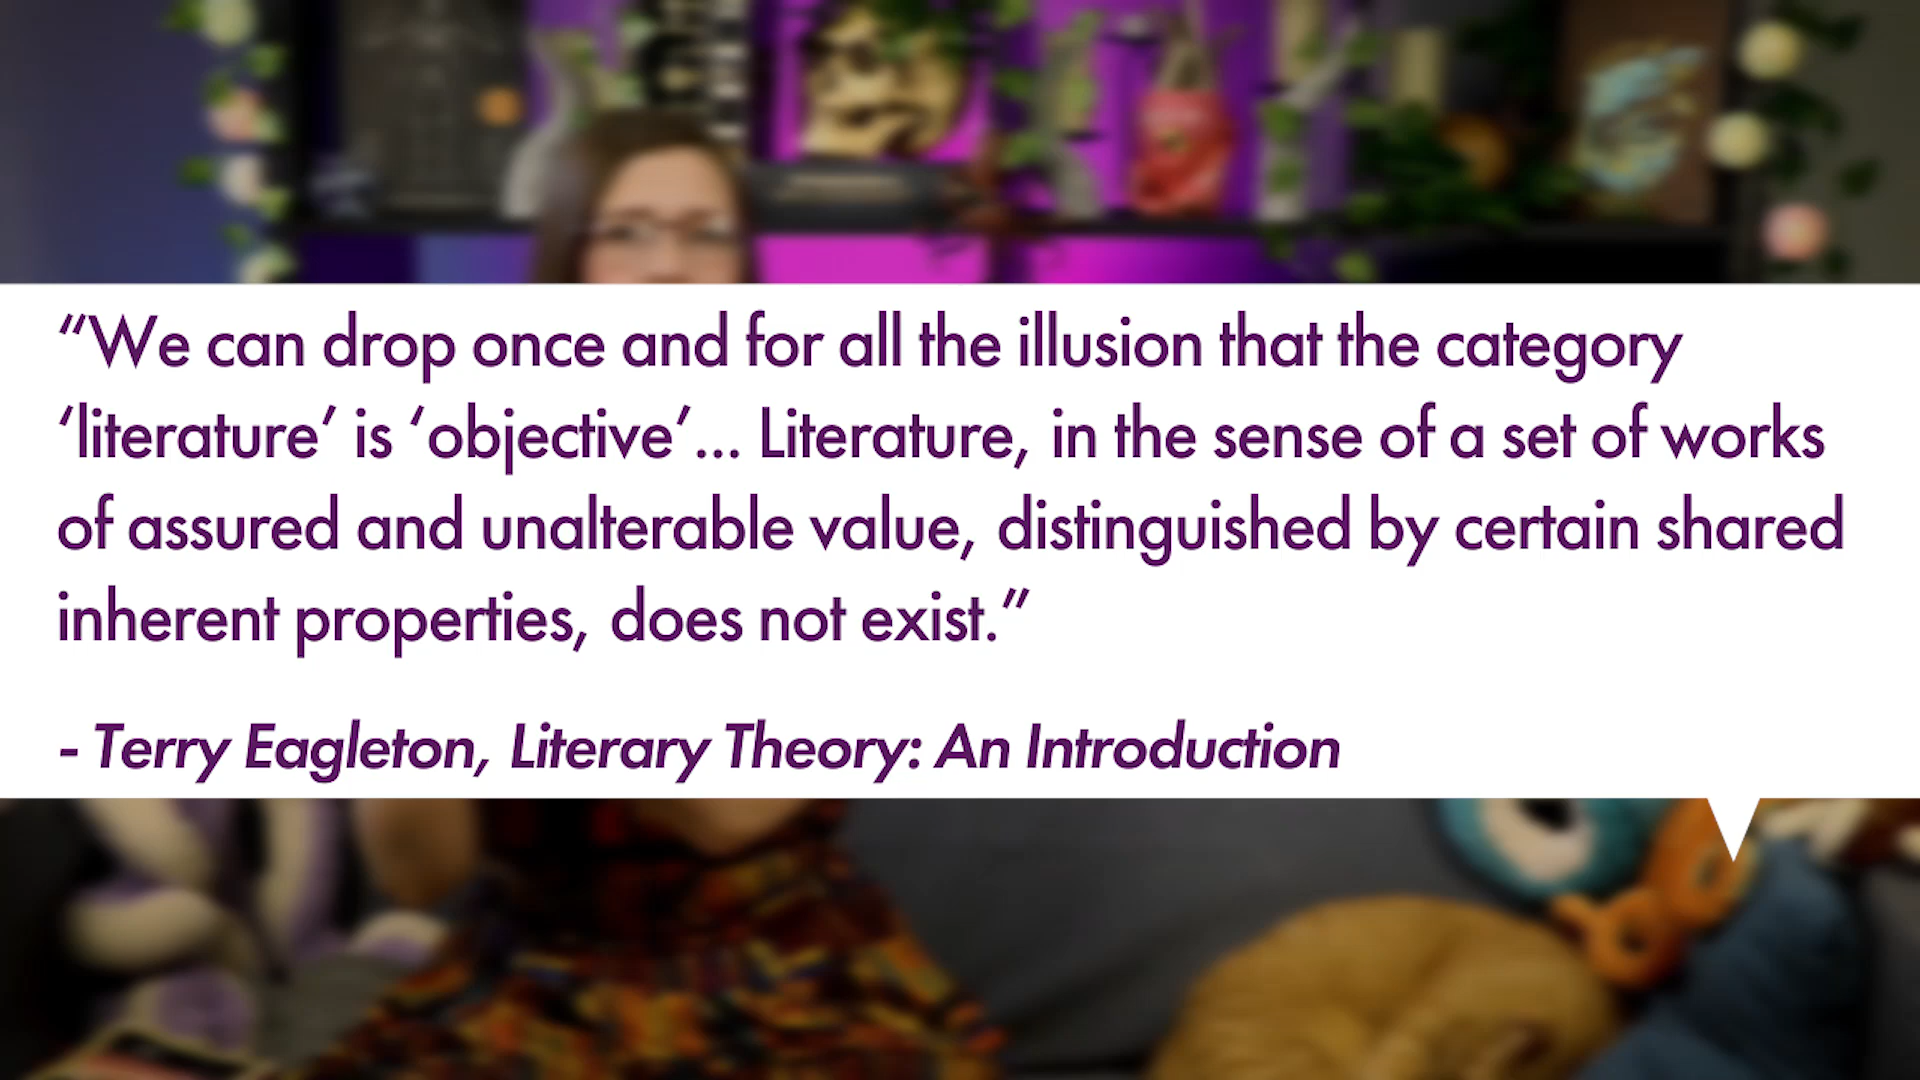 “We can drop once and for all the illusion that the category
‘literature’ is ‘objective’... Literature, in the sense of a set of works
of assured and unalterable value, distinguished by certain shared
inherent properties, does not exist.”
- Terry Eagleton, Literary Theory: An Introduction